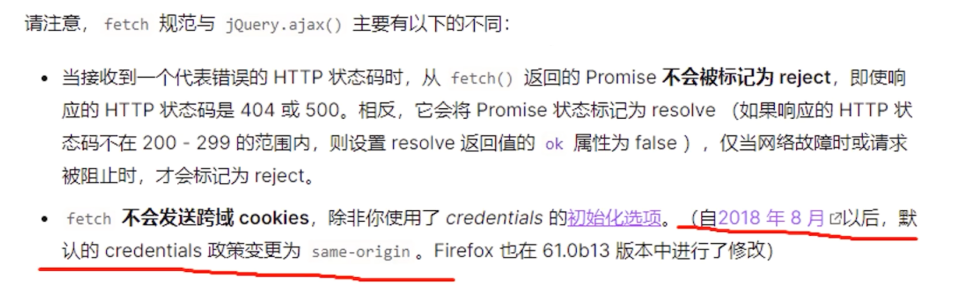 请注意， fetch 规范与 jQuery.ajax() 主要有以下的不同：
• 当接收到一个代表错误的 HTTP 状态码时，从 fetch() 返回的 Promise 不会被标记为 reject，即使响
应的 HTTP 状态码是 404 或 500。相反，它会将 Promise 状态标记为 resolve （如果响应的 HTTP 状
态码不在 200 - 299 的范围内，则设置 resolve 返回值的 ok 属性为 false ），仅当网络故障时或请求
被阻止时，才会标记为 reject。
• fetch 不会发送跨域 cookies，除非你使用了 credentials 的初始化选项。（自2018 年 8 月以后，默
认的 credentials 政策变更为 same-origin 。Firefox 也在 61.0b13 版本中进行了修改）